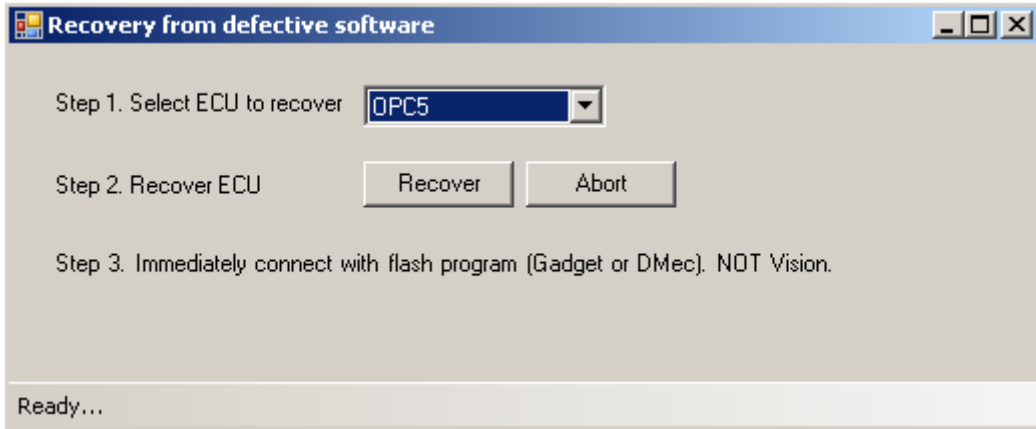 Recovery from defective software
Step 1. Select ECU to recover OPC5
Step 2. Recover ECU Recover Abort
Step 3. Immediately connect with flash program (Gadget or DMec). NOT Vision.
Ready...